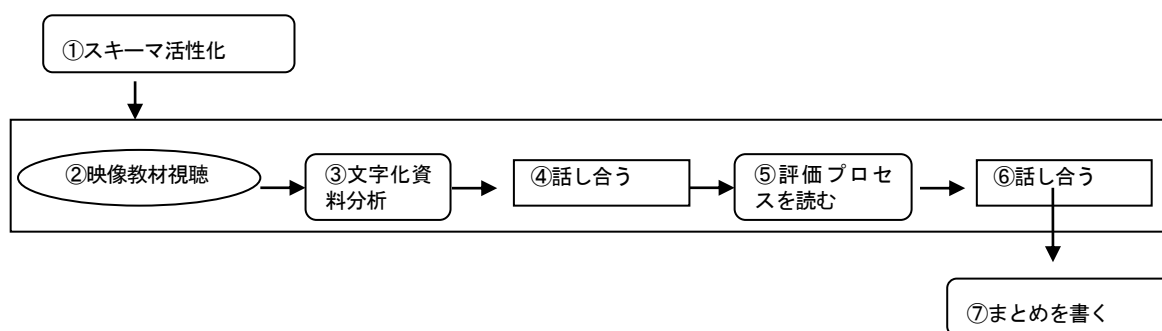 ①スキーマ活性化
②映像教材視聴
③文字化資
料分析
④話し合う
⑤評価プロセ
スを読む
⑥話し合う
⑦まとめを書く